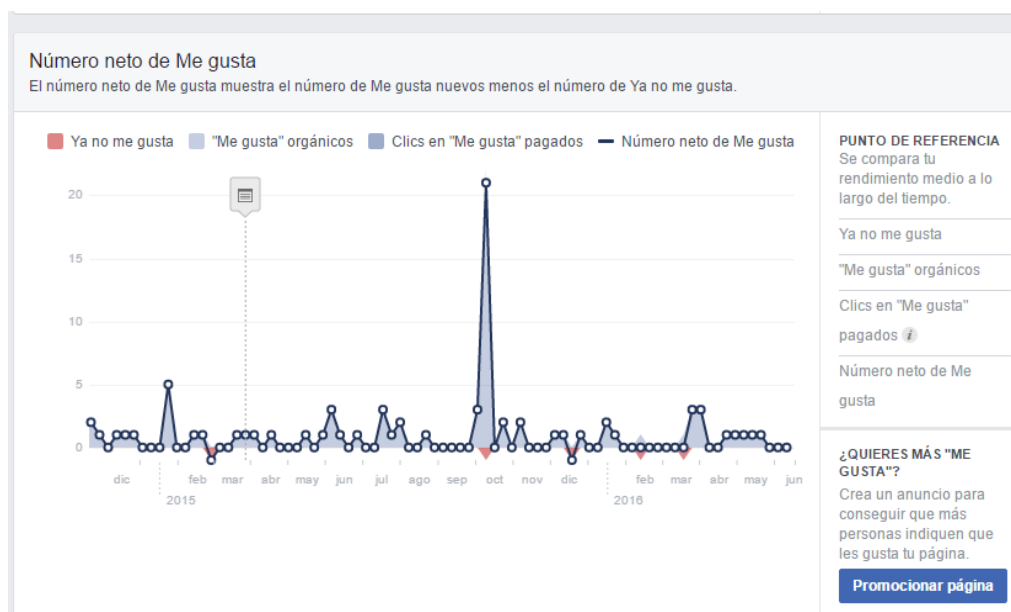 Número neto de Me gusta
El número neto de Me gusta muestra el número de Me gusta nuevos menos el número de Ya no me gusta.
Ya no me gusta "Me gusta" orgánicos Clics en "Me gusta" pagados Número neto de Me gusta
20
15
10
5
0
dic feb mar abr may jun jul ago sep oct nov dic feb mar abr may jun
2015 2016
PUNTO DE REFERENCIA
Se compara tu
rendimiento medio a lo
largo del tiempo.
Ya no me gusta
"Me gusta" orgánicos
Clics en "Me gusta"
pagados i
Número neto de Me
gusta
¿QUIERES MÁS "ME
GUSTA"?
Crea un anuncio para
conseguir que más
personas indiquen que
les gusta tu página.
Promocionar página